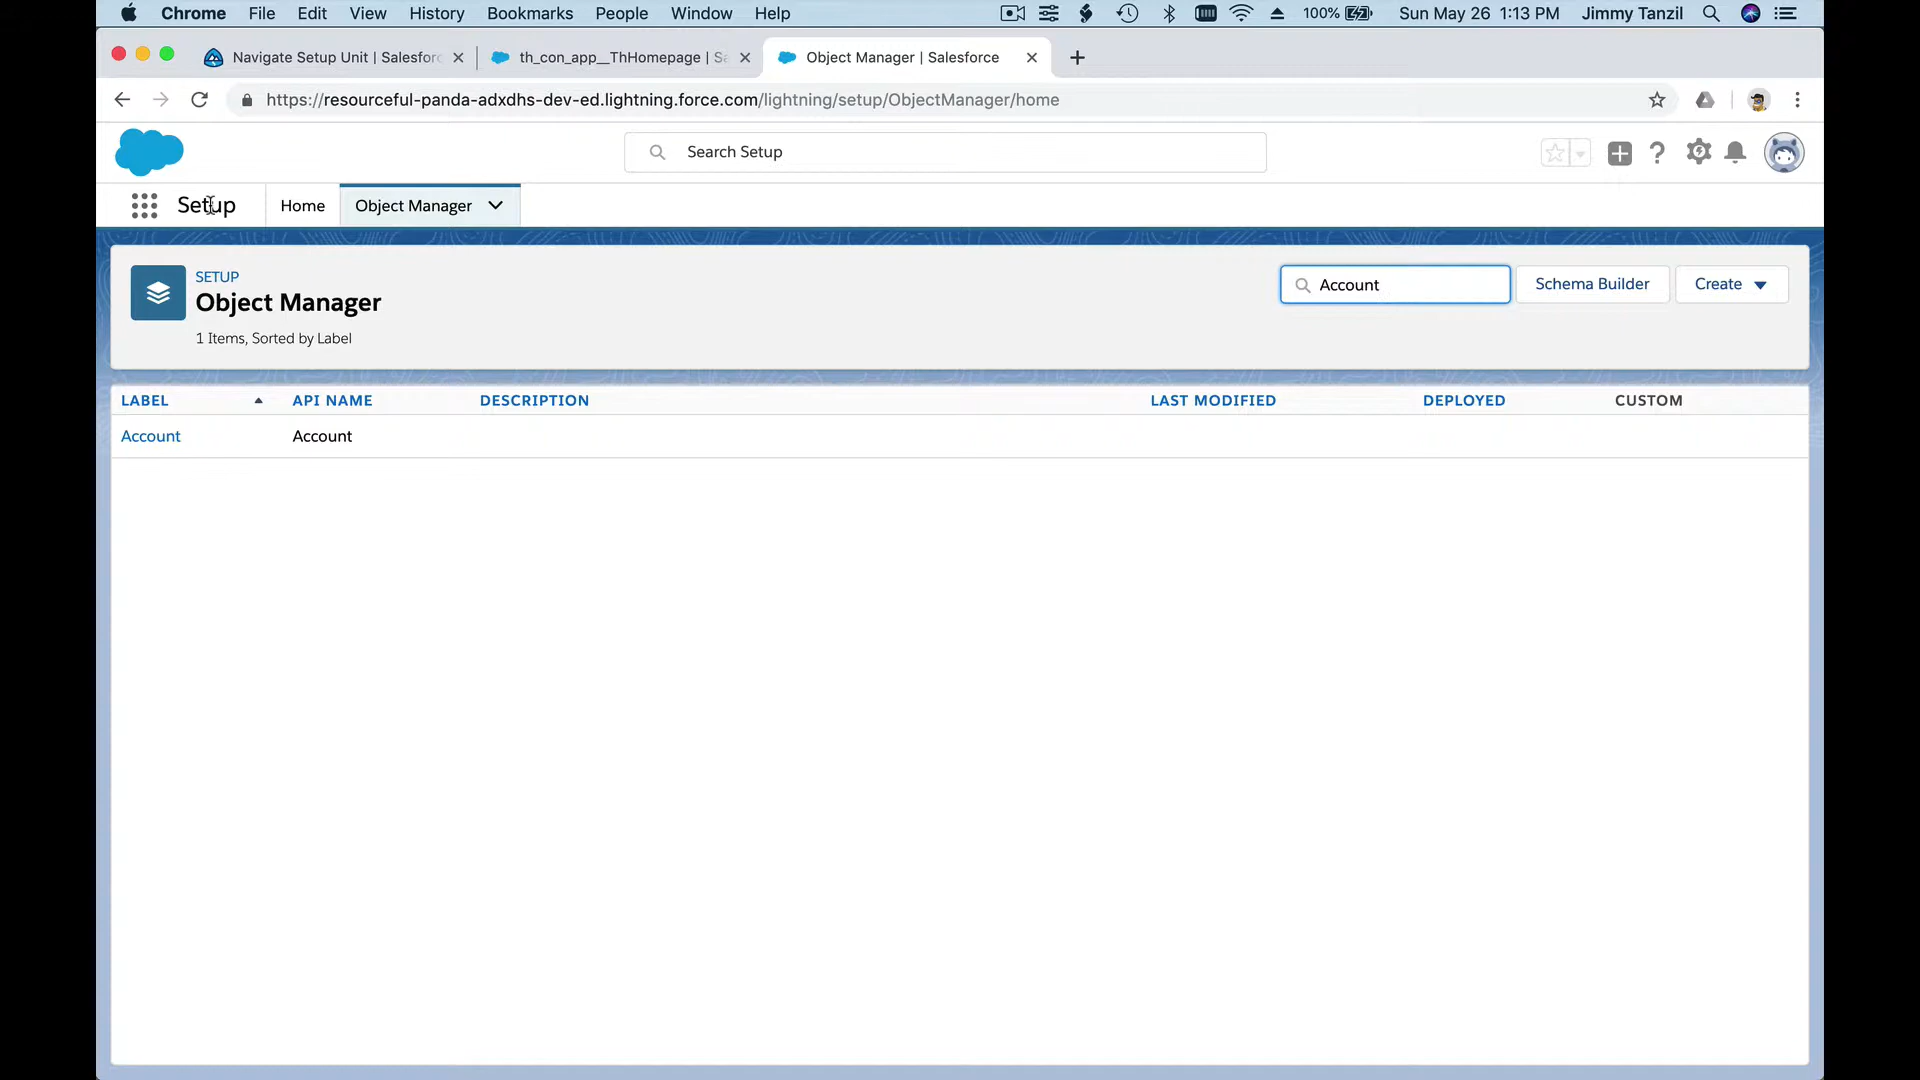 Chrome File Edit View History Bookmarks People Window Help 100% Sun May 26 1:13 PM Jimmy Tanzil
Navigate Setup Unit | Salesforc th_con_app__ThHomepage | Sa Object Manager | Salesforce
https://resourceful-panda-adxdhs-dev-ed.lightning.force.com/lightning/setup/ObjectManager/home
Search Setup
Setup Home Object Manager
SETUP
Object Manager
1 Items, Sorted by Label
Account Schema Builder Create
LABEL API NAME DESCRIPTION LAST MODIFIED DEPLOYED CUSTOM
Account Account